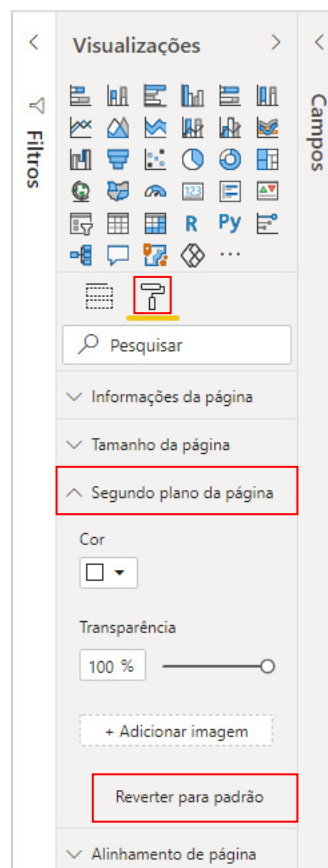 Visualizações
Filtros
Campos
123
R
Py
Pesquisar
Informações da página
Tamanho da página
Segundo plano da página
Cor
Transparência
100 %
+ Adicionar imagem
Reverter para padrão
Alinhamento de página